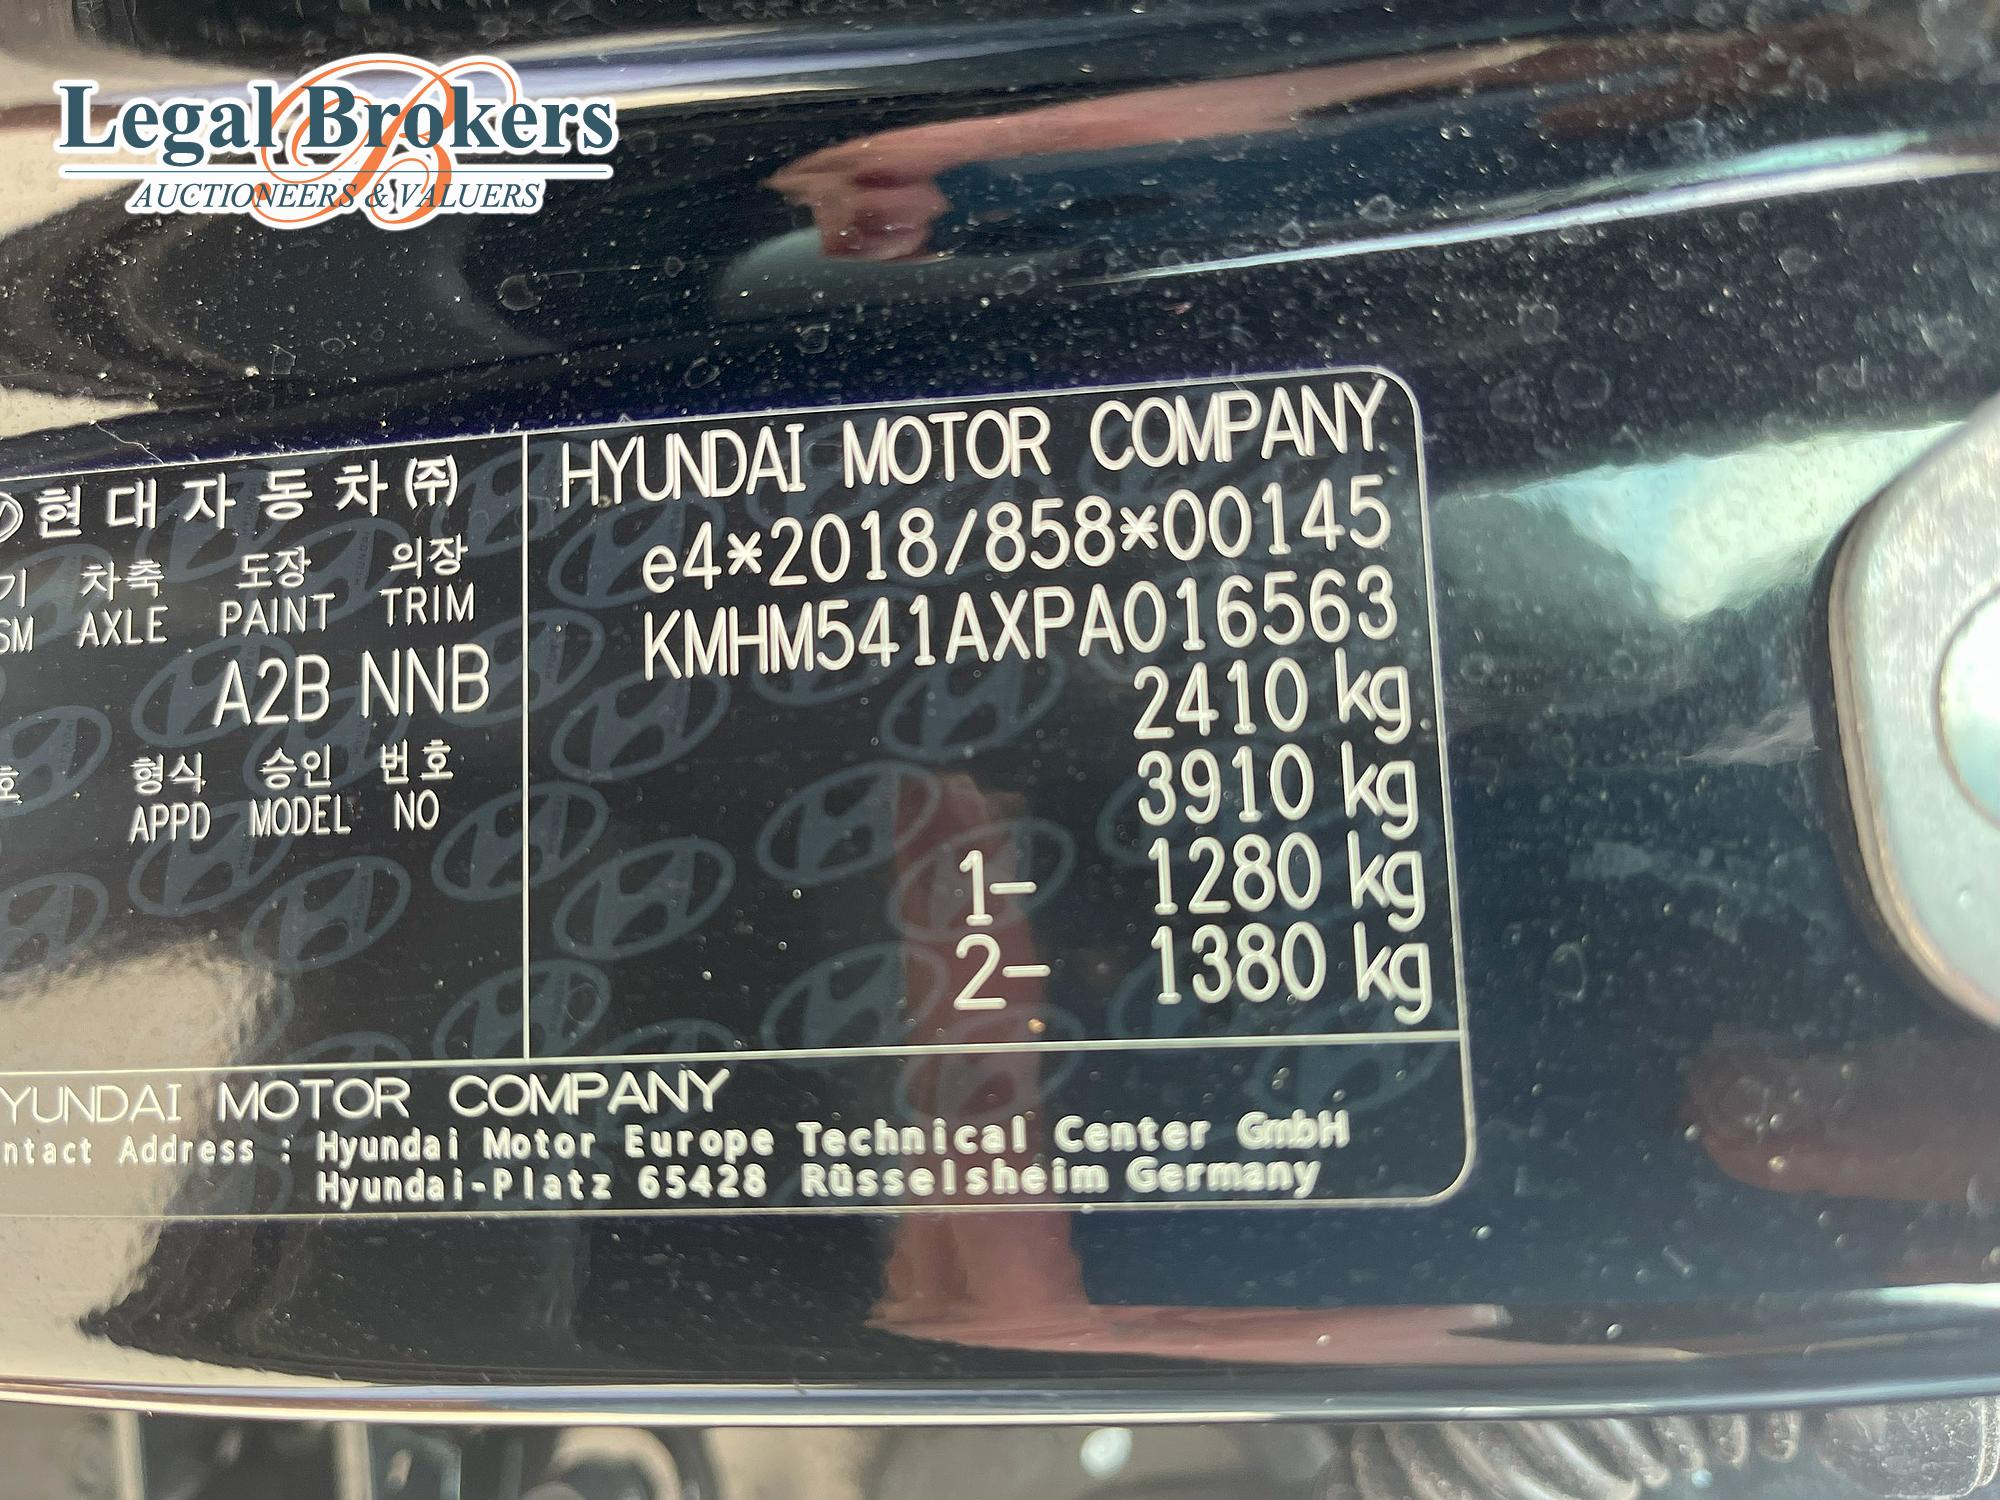 Legal Brokers
AUCTIONEERS & VALUERS
현대자동차㈜
차축 도장 의장
AXLE PAINT TRIM
A2B NNB
형식 승인 번호
APPD MODEL NO
HYUNDAI MOTOR COMPANY
e4*2018/858*00145
KMHM541AXPA016563
2410 kg
3910 kg
1- 1280 kg
2- 1380 kg
YUNDAI MOTOR COMPANY
ntact Address : Hyundai Motor Europe Technical Center GmbH
Hyundai-Platz 65428 Rüsselsheim Germany